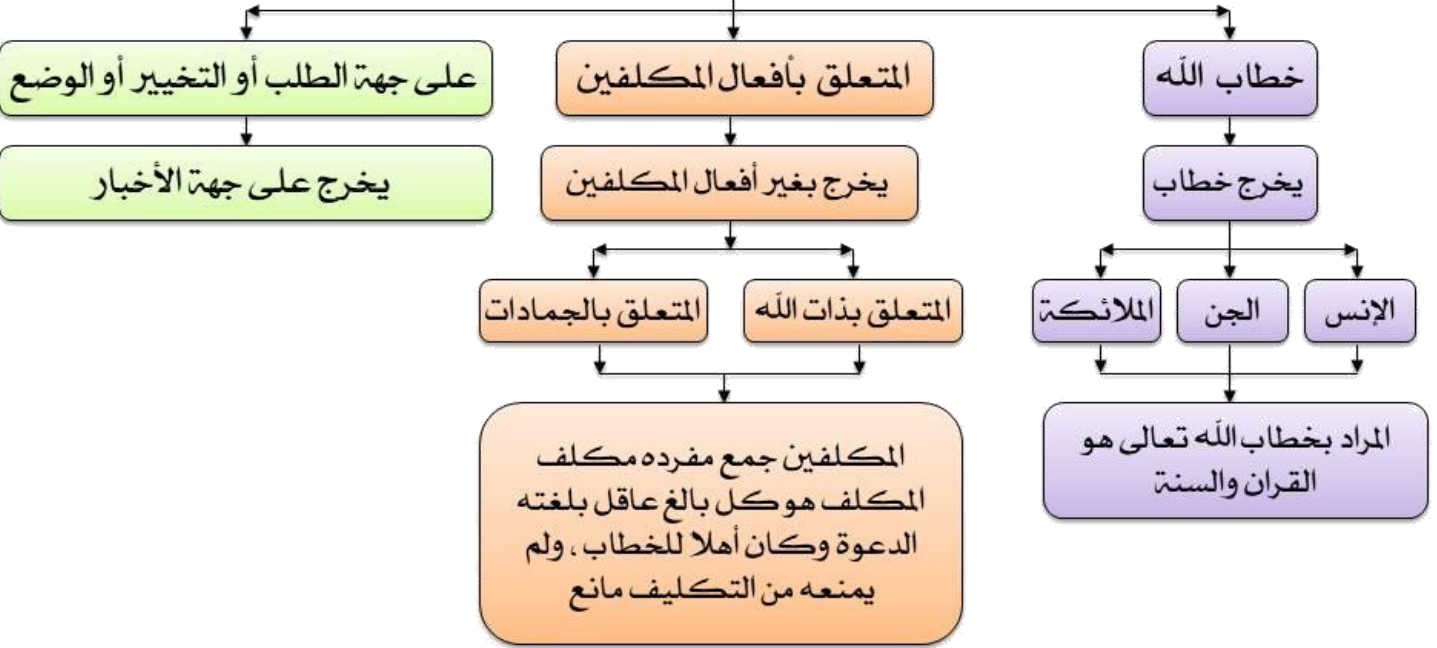 خطاب الله
المتعلق بأفعال المكلفين
على جهة الطلب أو التخيير أو الوضع
يخرج خطاب
يخرج بغير أفعال المكلفين
يخرج على جهة الأخبار
الإنس
الجن
الملائكة
المتعلق بذات الله
المتعلق بالجمادات
المراد بخطاب الله تعالى هو
القران والسنة
المكلفين جمع مفرده مكلف
المكلف هو كل بالغ عاقل بلغته
الدعوة وكان أهلا للخطاب، ولم
يمنعه من التكليف مانع